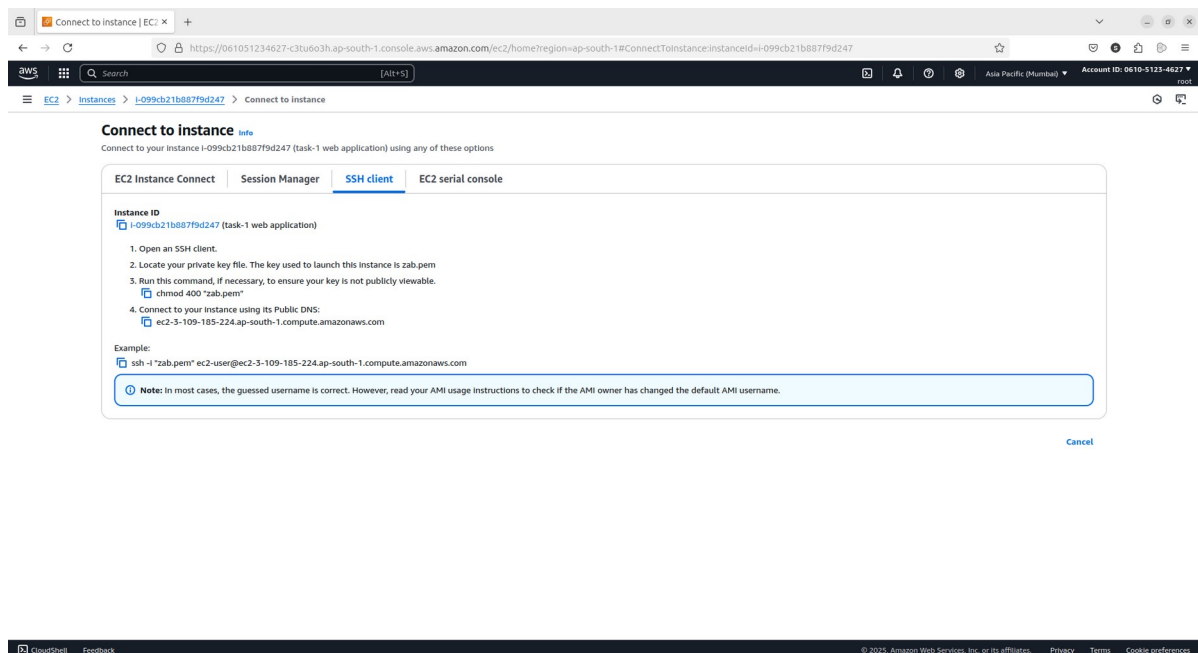 Connect to instance | EC2
https://061051234627-c3tu6o3h.ap-south-1.console.aws.amazon.com/ec2/home?region=ap-south-1#ConnectToInstance:instanceId=i-099cb21b887f9d247
aws
Search [Alt+S]
Asia Pacific (Mumbai)
Account ID: 0610-5123-4627
root
EC2 > Instances > i-099cb21b887f9d247 > Connect to instance
Connect to instance Info
Connect to your instance i-099cb21b887f9d247 (task-1 web application) using any of these options
EC2 Instance Connect Session Manager SSH client EC2 serial console
Instance ID
i-099cb21b887f9d247 (task-1 web application)
1. Open an SSH client.
2. Locate your private key file. The key used to launch this instance is zab.pem
3. Run this command, if necessary, to ensure your key is not publicly viewable.
chmod 400 "zab.pem"
4. Connect to your instance using its Public DNS:
ec2-3-109-185-224.ap-south-1.compute.amazonaws.com
Example:
ssh -i "zab.pem" ec2-user@ec2-3-109-185-224.ap-south-1.compute.amazonaws.com
Note: In most cases, the guessed username is correct. However, read your AMI usage instructions to check if the AMI owner has changed the default AMI username.
Cancel
CloudShell Feedback © 2025, Amazon Web Services, Inc. or its affiliates. Privacy Terms Cookie preferences